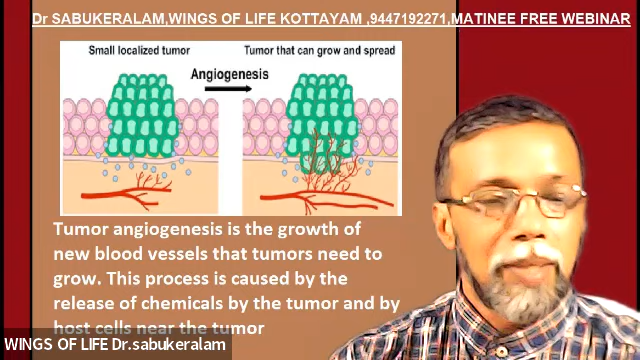 Dr SABUKERALAM,WINGS OF LIFE KOTTAYAM ,9447192271,MATINEE FREE WEBINAR
Small localized tumor
Tumor that can grow and spread
Angiogenesis
Tumor angiogenesis is the growth of
new blood vessels that tumors need to
grow. This process is caused by the
release of chemicals by the tumor and by
host cells near the tumor
WINGS OF LIFE Dr.sabukeralam